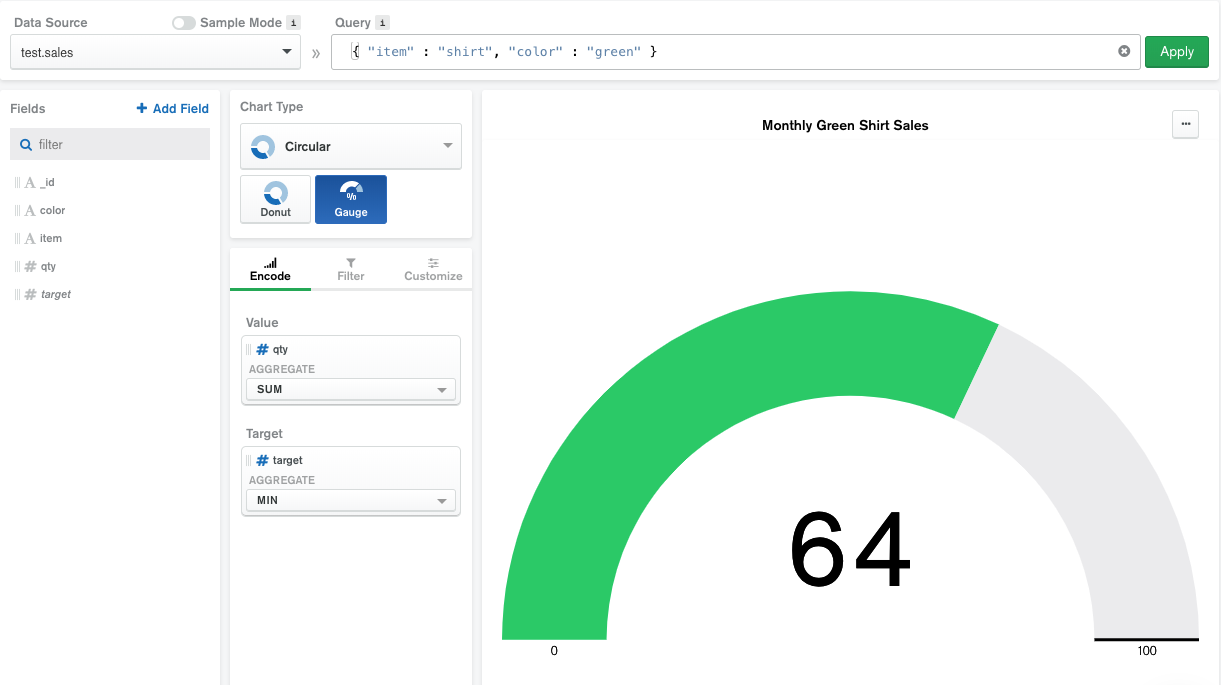 Data Source
Sample Mode i
Query i
test.sales
»
{ "item" : "shirt", "color" : "green" }
Apply
Fields
+ Add Field
filter
A _id
A color
A item
# qty
# target
Chart Type
Circular
Donut
%
Gauge
Encode
Filter
Customize
Value
# qty
AGGREGATE
SUM
Target
# target
AGGREGATE
MIN
Monthly Green Shirt Sales
...
64
0
100